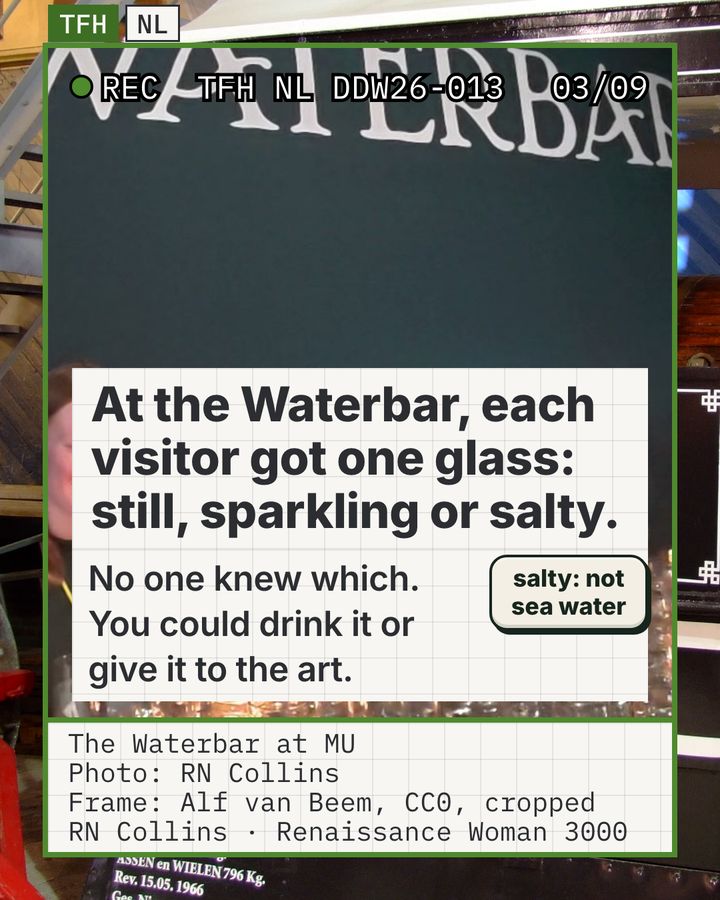 TFH NL
WATERBAR
REC TFH NL DDW26-013 03/09
At the Waterbar, each
visitor got one glass:
still, sparkling or salty.
No one knew which.
You could drink it or
give it to the art.
salty: not
sea water
The Waterbar at MU
Photo: RN Collins
Frame: Alf van Beem, CC0, cropped
RN Collins · Renaissance Woman 3000
ASSEN en WIELEN 796 Kg.
Rev. 15.05. 1966